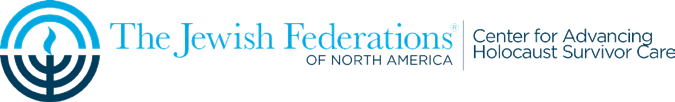 The Jewish Federations®
OF NORTH AMERICA
Center for Advancing
Holocaust Survivor Care